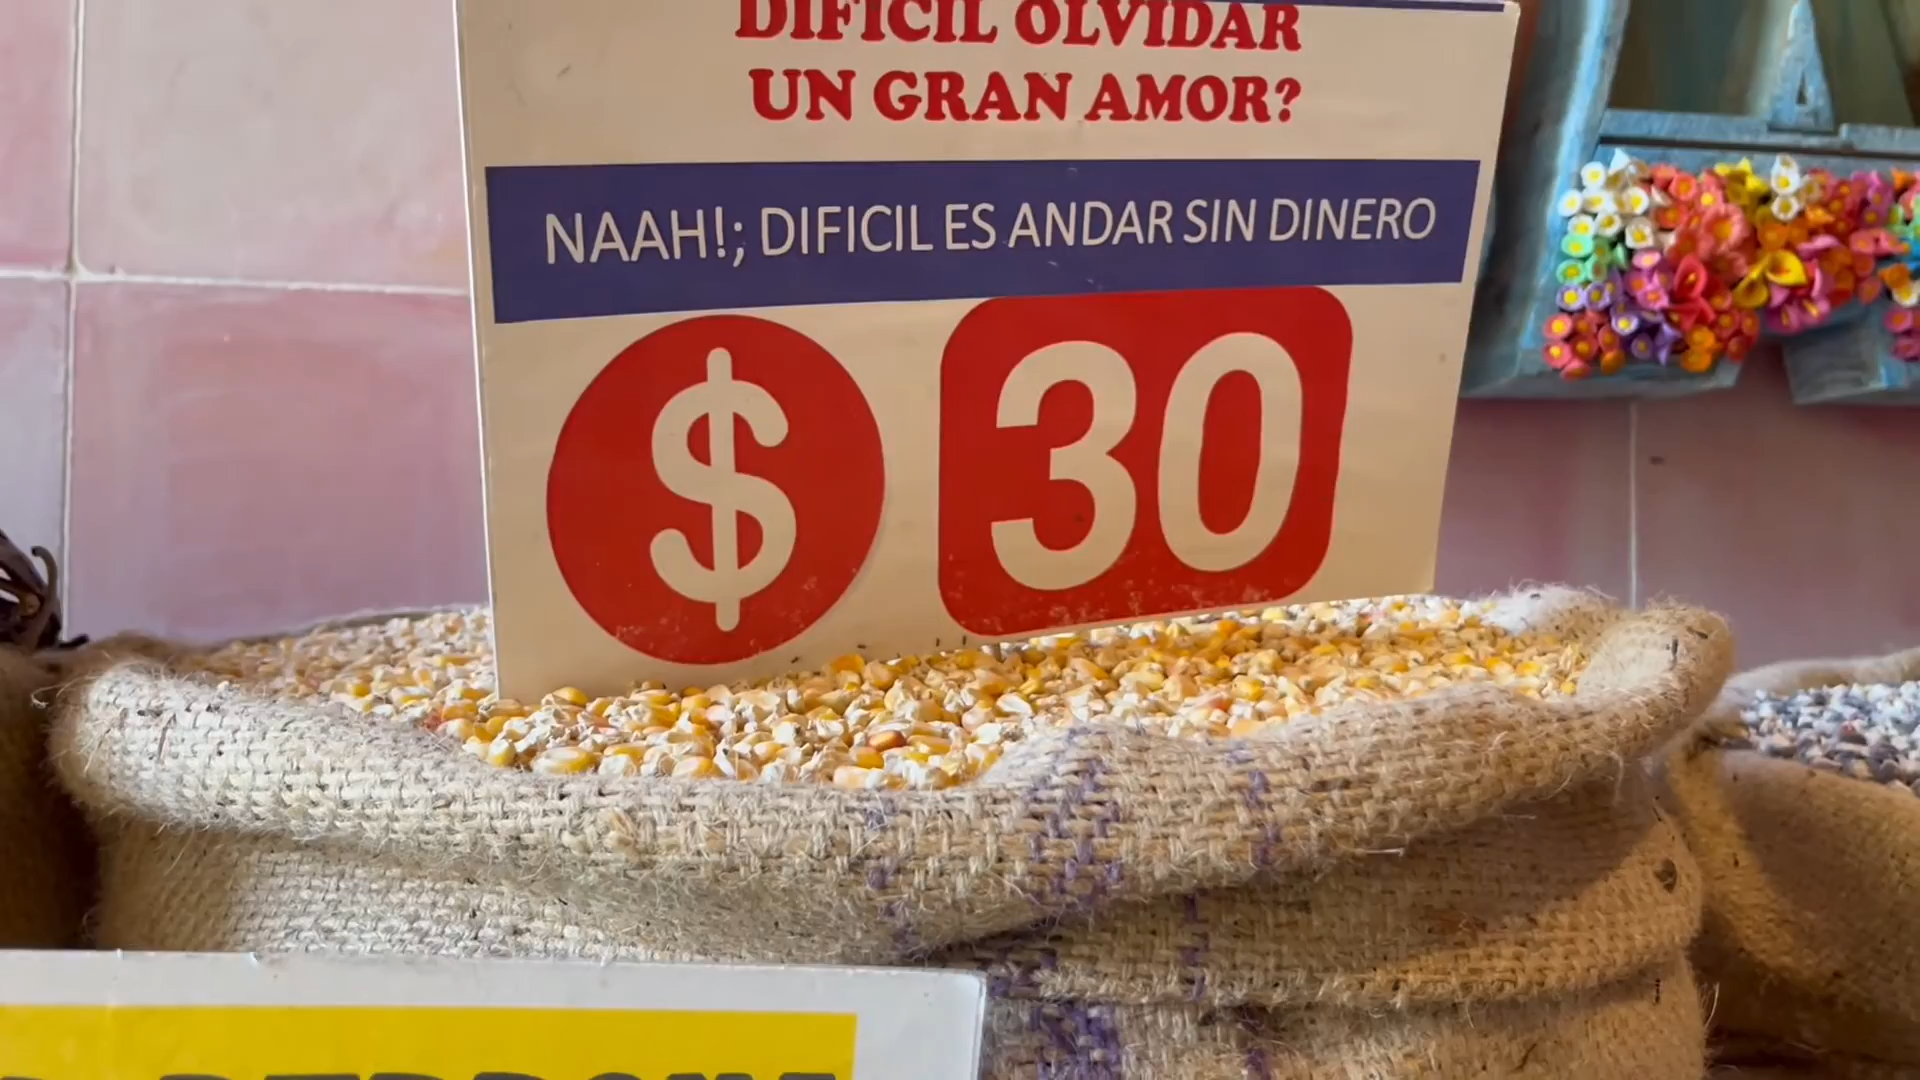 DIFICIL OLVIDAR
UN GRAN AMOR?
NAAH!; DIFICIL ES ANDAR SIN DINERO
$ 30